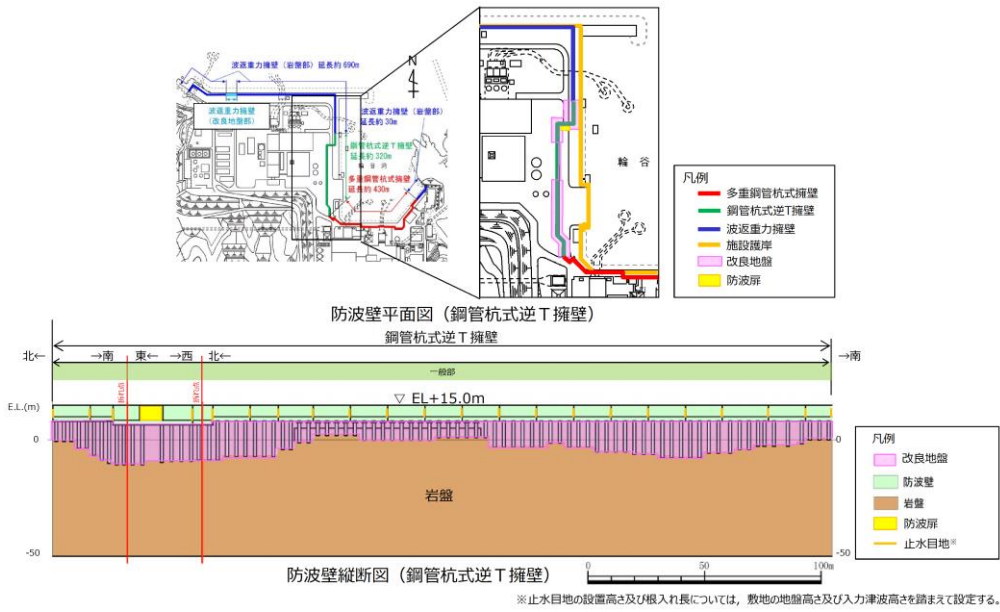 波返重力擁壁（岩盤部）延長約690m
N
波返重力擁壁
（改良地盤部）
波返重力擁壁（岩盤部）
延長約30m
鋼管杭式逆Ｔ擁壁
延長約320m
輪谷湾
多重鋼管杭式擁壁
延長約430m
輪 谷
凡例
多重鋼管杭式擁壁
鋼管杭式逆T擁壁
波返重力擁壁
施設護岸
改良地盤
防波扉
防波壁平面図（鋼管杭式逆Ｔ擁壁）
鋼管杭式逆Ｔ擁壁
北← →南 東← →西 北← →南
一般部
E.L.(m)
▽ EL+15.0m
0
0
岩盤
-50
-50
凡例
改良地盤
防波壁
岩盤
防波扉
止水目地※
防波壁縦断図（鋼管杭式逆Ｔ擁壁）
0 50 100m
※止水目地の設置高さ及び根入れ長については，敷地の地盤高さ及び入力津波高さを踏まえて設定する。